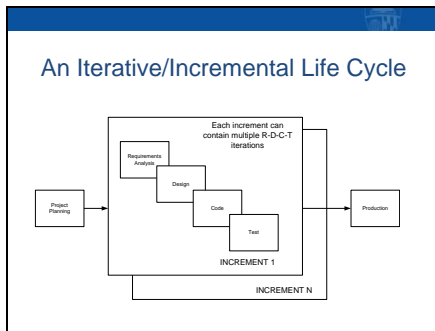 An Iterative/Incremental Life Cycle
Each increment can
contain multiple R-D-C-T
iterations
Requirements
Analysis
Design
Project
Planning
Code
Production
Test
INCREMENT 1
INCREMENT N